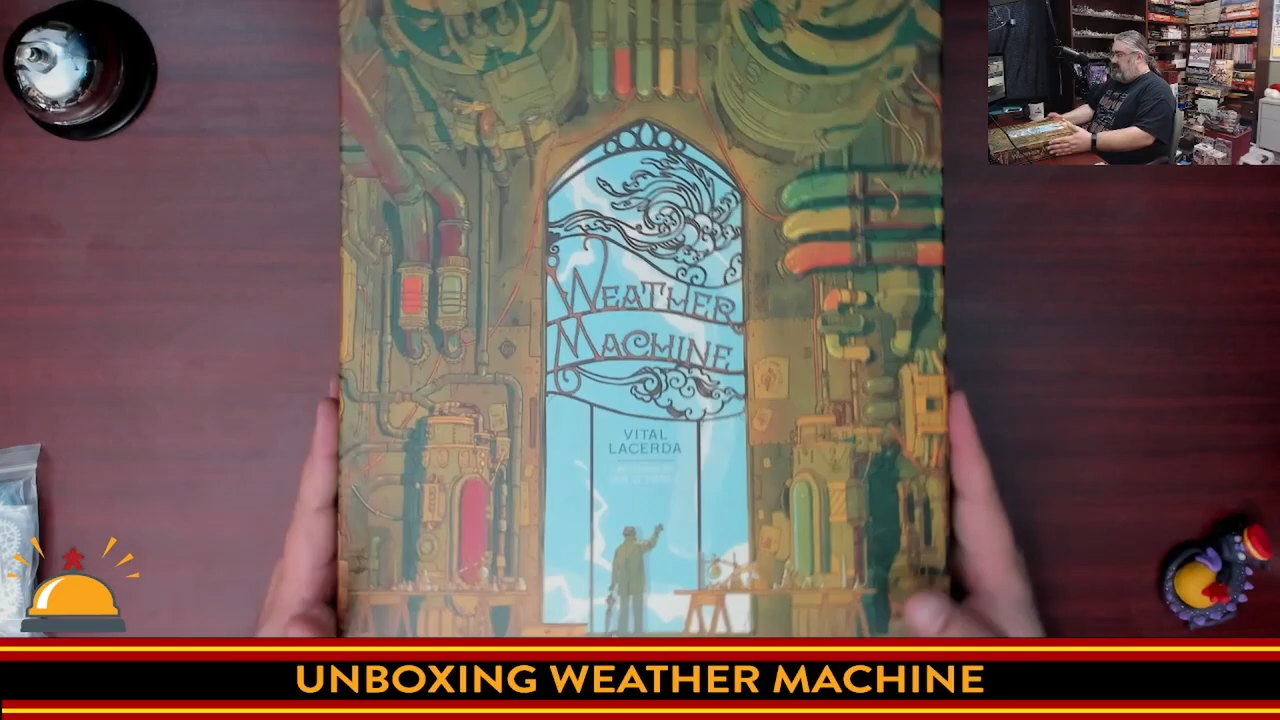 WEATHER
MACHINE
VITAL
LACERDA
UNBOXING WEATHER MACHINE